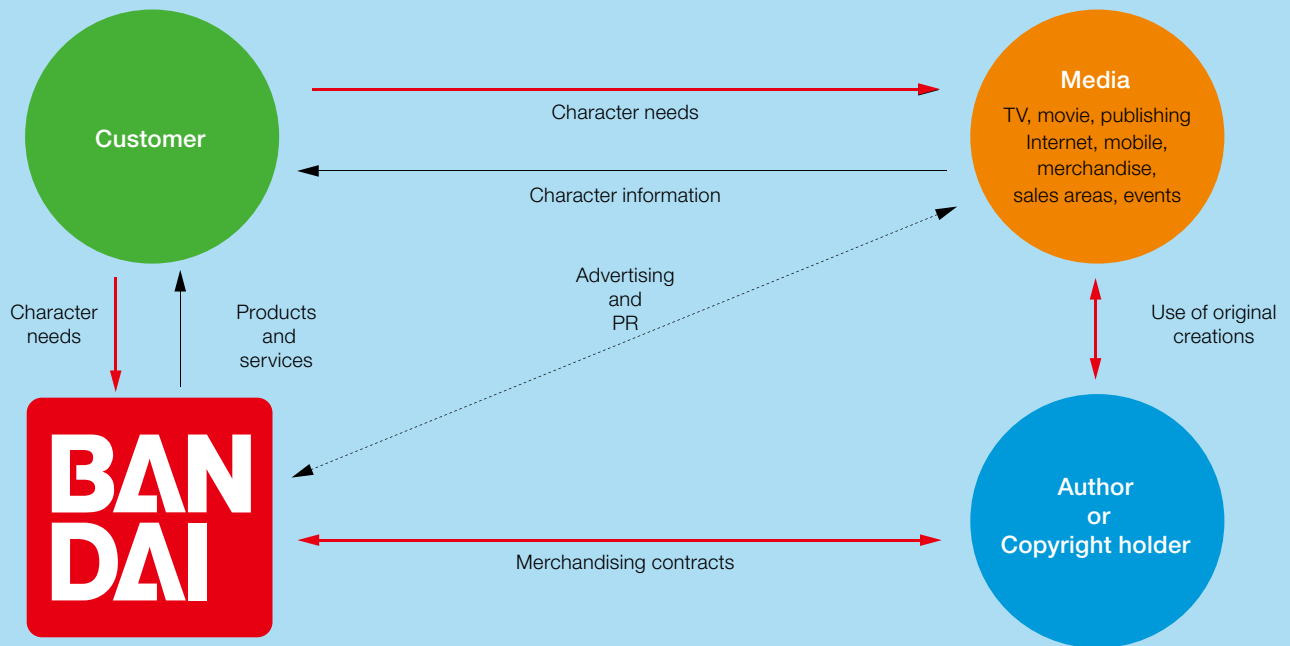 Customer
Character needs
Character information
Media
TV, movie, publishing
Internet, mobile,
merchandise,
sales areas, events
Character
needs
Products
and
services
Advertising
and
PR
Use of original
creations
BAN
DAI
Merchandising contracts
Author
or
Copyright holder